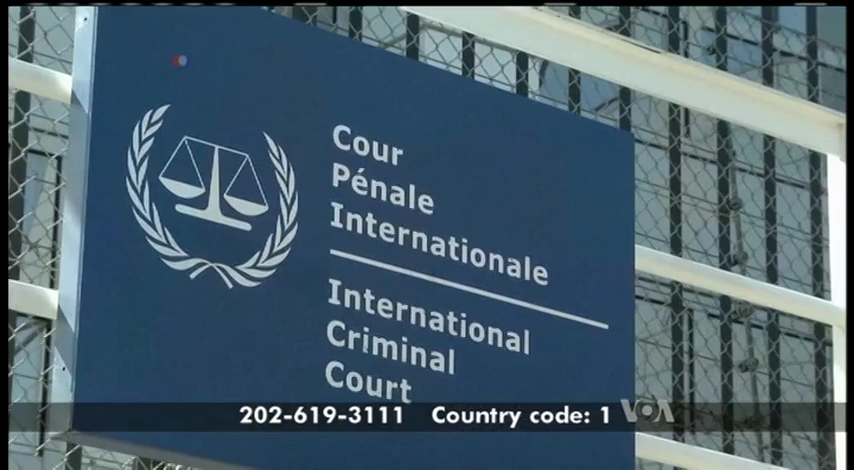 Cour
Pénale
Internationale
International
Criminal
Court
202-619-3111 Country code: 1 VOA